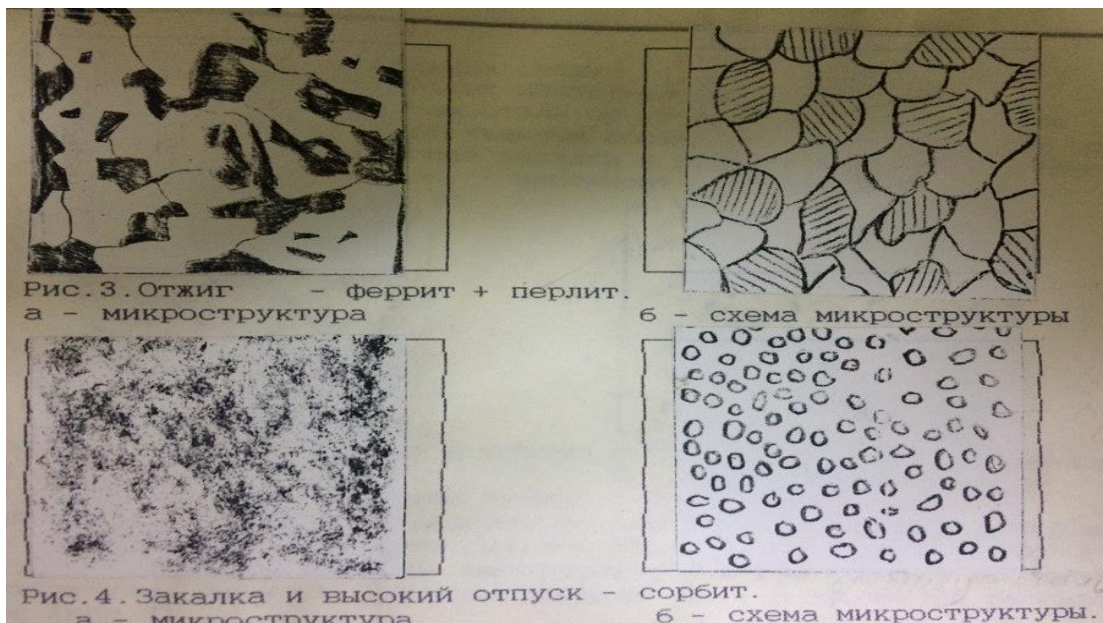 Рис.3.Отжиг - феррит + перлит.
а - микроструктура б - схема микроструктуры
Рис.4.Закалка и высокий отпуск - сорбит.
а - микроструктура б - схема микроструктуры.